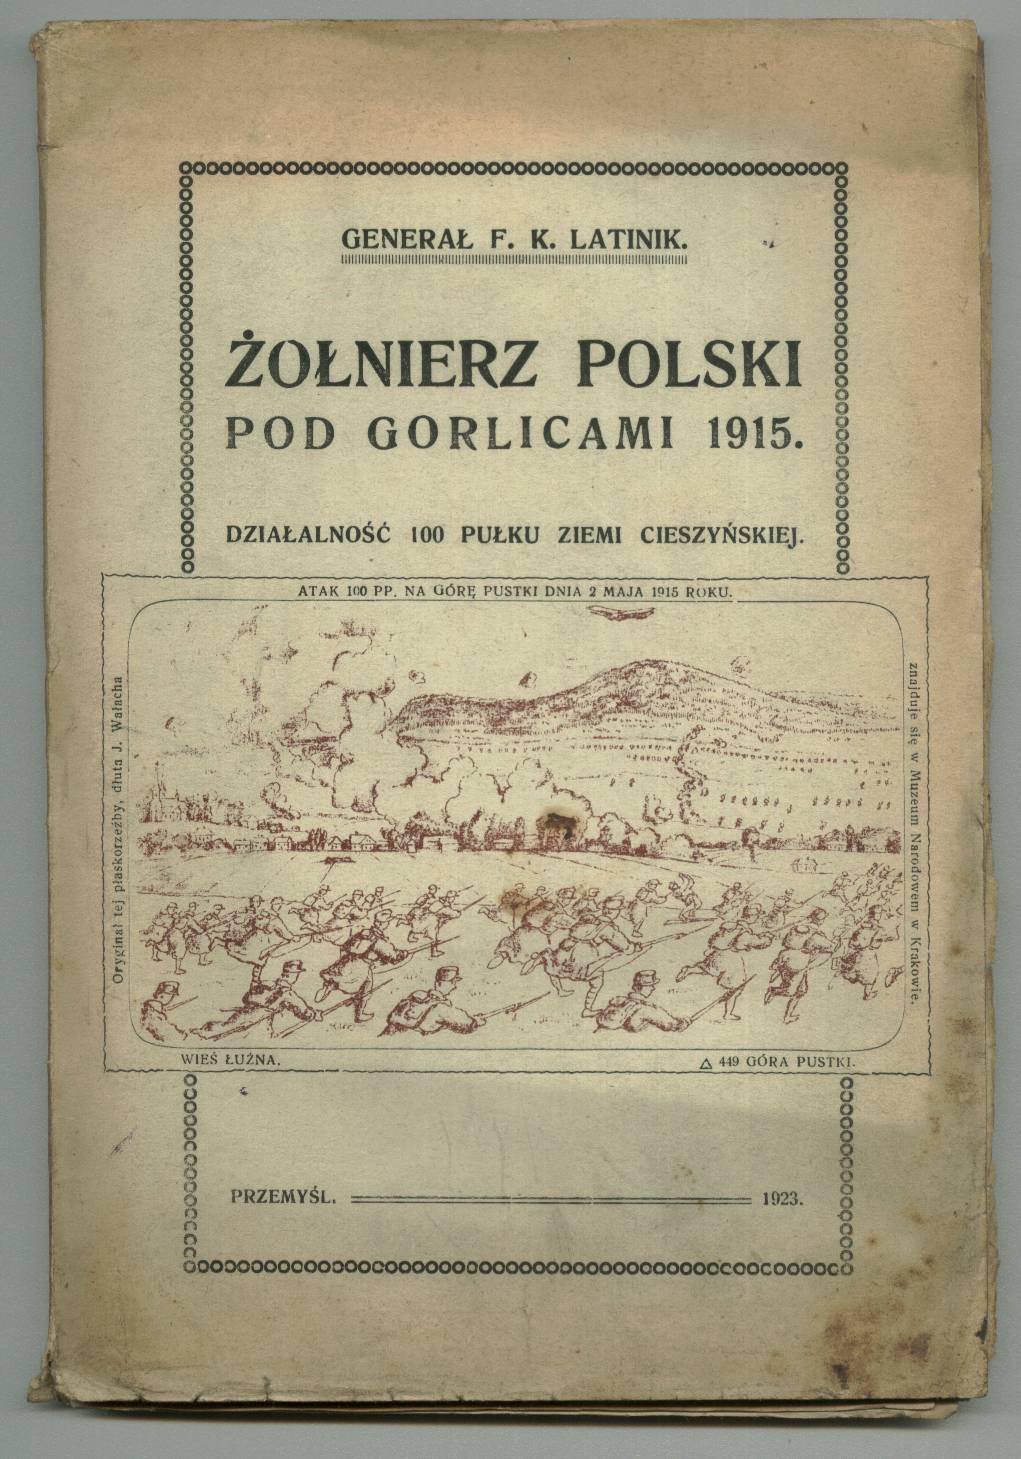 GENERAŁ F. K. LATINIK.
ŻOŁNIERZ POLSKI
POD GORLICAMI 1915.
DZIAŁALNOŚĆ 100 PUŁKU ZIEMI CIESZYŃSKIEJ.
ATAK 100 PP. NA GÓRĘ PUSTKI DNIA 2 MAJA 1915 ROKU.
Oryginał tej płaskorzeźby, dłuta J. Wałacha
znajduje się w Muzeum Narodowem w Krakowie.
WIEŚ ŁUŻNA.
△ 449 GÓRA PUSTKI.
PRZEMYŚL. 1923.